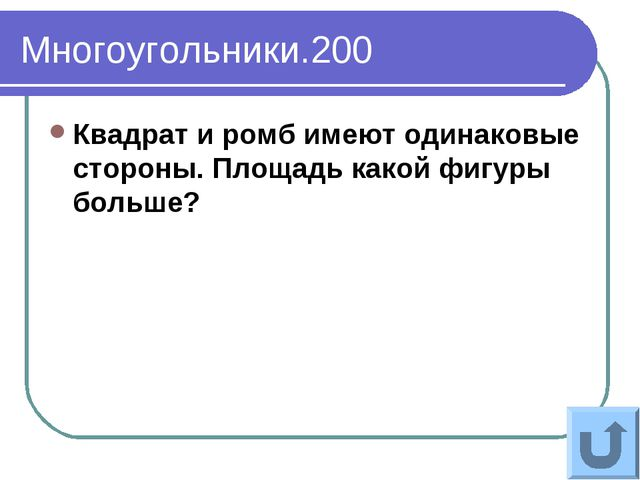 Многоугольники.200
Квадрат и ромб имеют одинаковые
стороны. Площадь какой фигуры
больше?